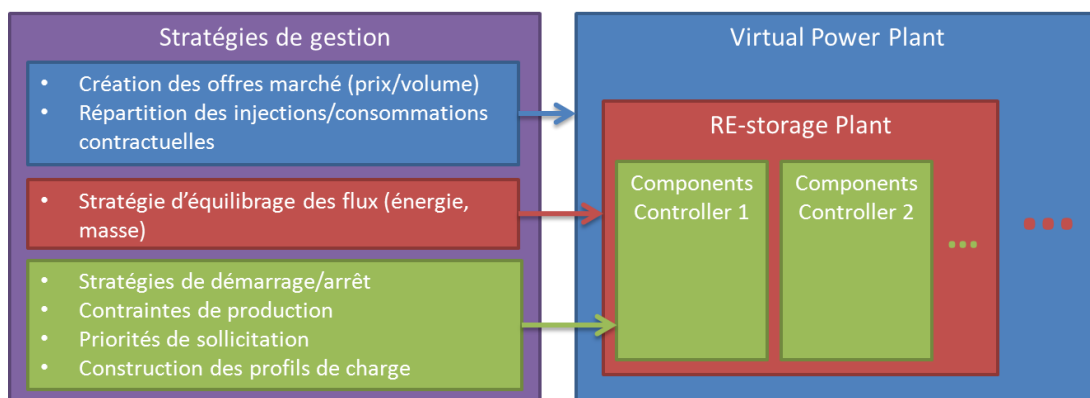 Stratégies de gestion
• Création des offres marché (prix/volume)
• Répartition des injections/consommations
contractuelles
• Stratégie d’équilibrage des flux (énergie,
masse)
• Stratégies de démarrage/arrêt
• Contraintes de production
• Priorités de sollicitation
• Construction des profils de charge
Virtual Power Plant
RE-storage Plant
Components
Controller 1
Components
Controller 2
...
...